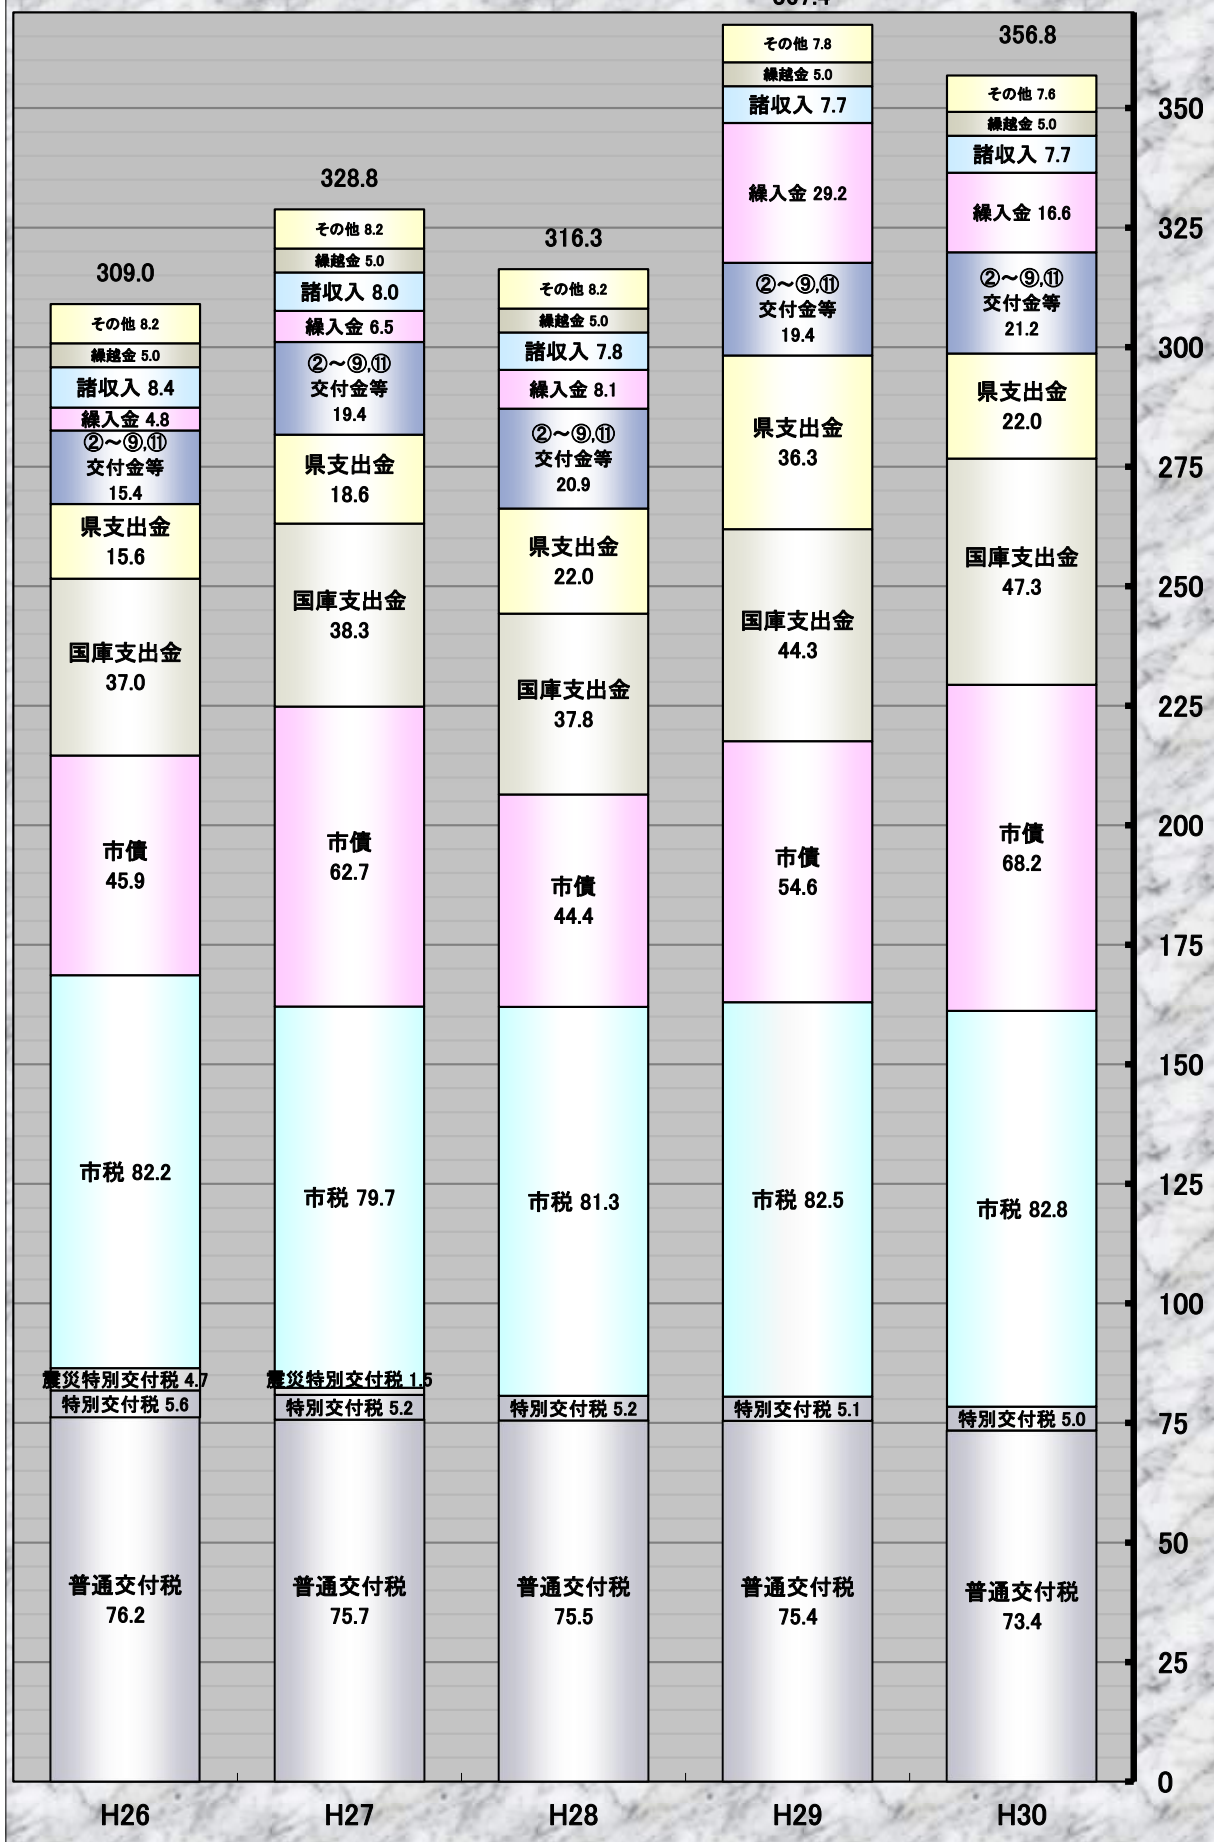 309.0
その他 8.2
繰越金 5.0
諸収入 8.4
繰入金 4.8
②～⑨,⑪
交付金等
15.4
県支出金
15.6
国庫支出金
37.0
市債
45.9
市税 82.2
震災特別交付税 4.7
特別交付税 5.6
普通交付税
76.2
H26
328.8
その他 8.2
繰越金 5.0
諸収入 8.0
繰入金 6.5
②～⑨,⑪
交付金等
19.4
県支出金
18.6
国庫支出金
38.3
市債
62.7
市税 79.7
震災特別交付税 1.5
特別交付税 5.2
普通交付税
75.7
H27
316.3
その他 8.2
繰越金 5.0
諸収入 7.8
繰入金 8.1
②～⑨,⑪
交付金等
20.9
県支出金
22.0
国庫支出金
37.8
市債
44.4
市税 81.3
特別交付税 5.2
普通交付税
75.5
H28
その他 7.8
繰越金 5.0
諸収入 7.7
繰入金 29.2
②～⑨,⑪
交付金等
19.4
県支出金
36.3
国庫支出金
44.3
市債
54.6
市税 82.5
特別交付税 5.1
普通交付税
75.4
H29
356.8
その他 7.6
繰越金 5.0
諸収入 7.7
繰入金 16.6
②～⑨,⑪
交付金等
21.2
県支出金
22.0
国庫支出金
47.3
市債
68.2
市税 82.8
特別交付税 5.0
普通交付税
73.4
H30
350
325
300
275
250
225
200
175
150
125
100
75
50
25
0